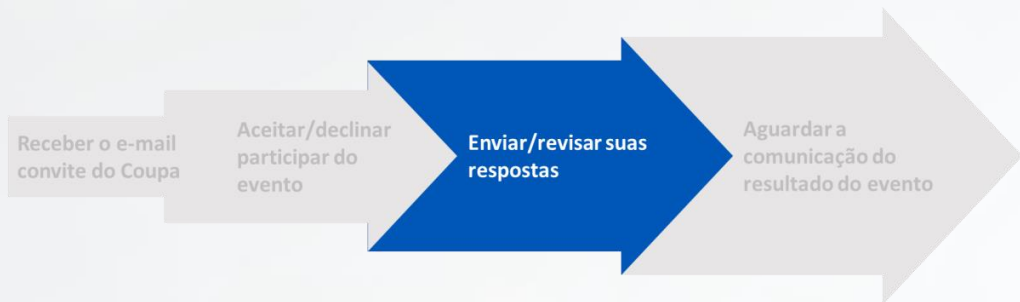 Receber o e-mail
convite do Coupa
Aceitar/declinar
participar do
evento
Enviar/revisar suas
respostas
Aguardar a
comunicação do
resultado do evento